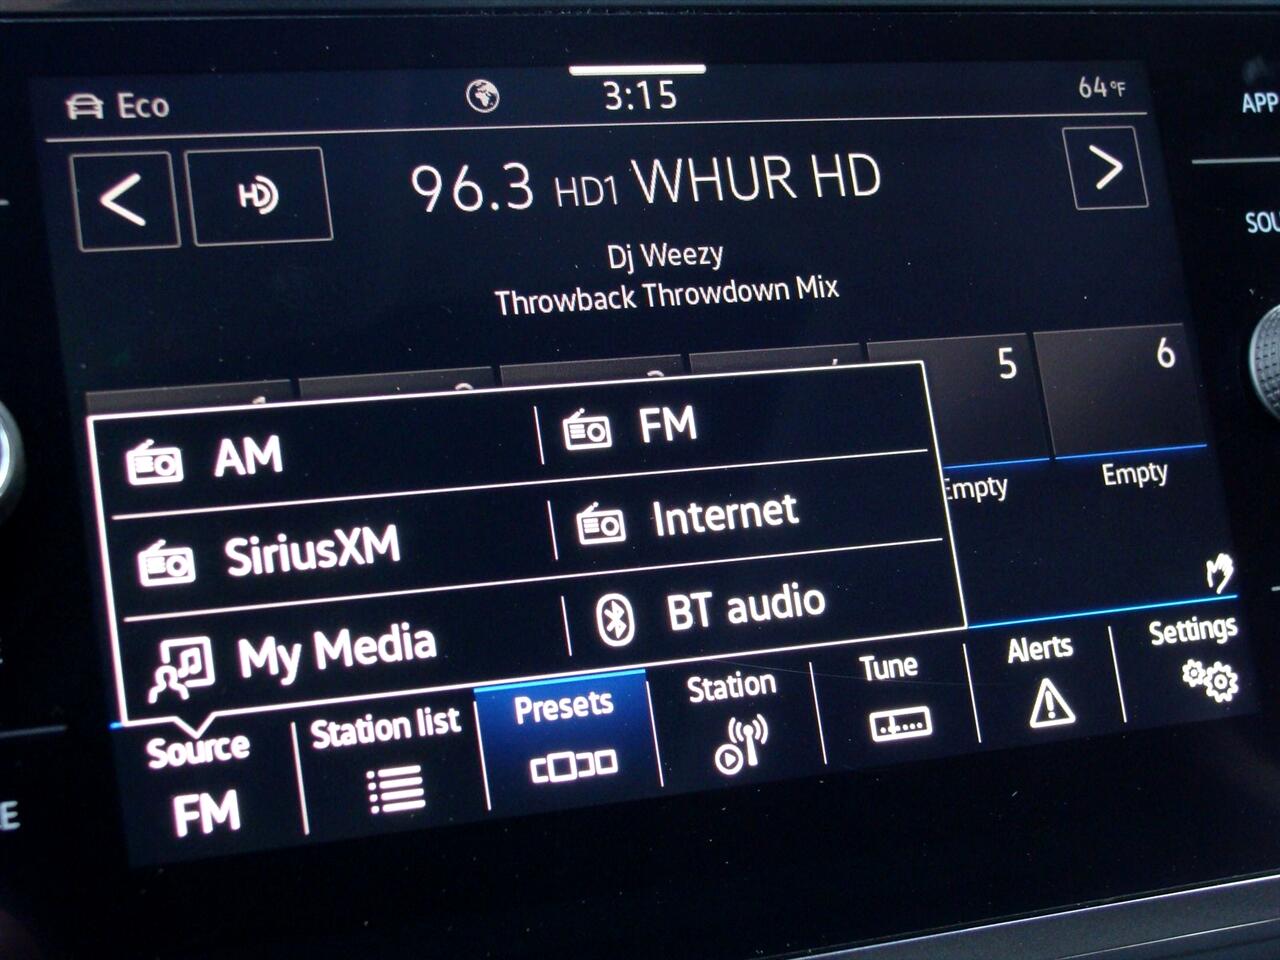 Eco
3:15
64°F
APP
HD
96.3 HD1 WHUR HD
Dj Weezy
Throwback Throwdown Mix
5
6
Empty
Empty
AM
FM
SiriusXM
Internet
My Media
BT audio
Source
FM
Station list
Presets
Station
Tune
Alerts
Settings